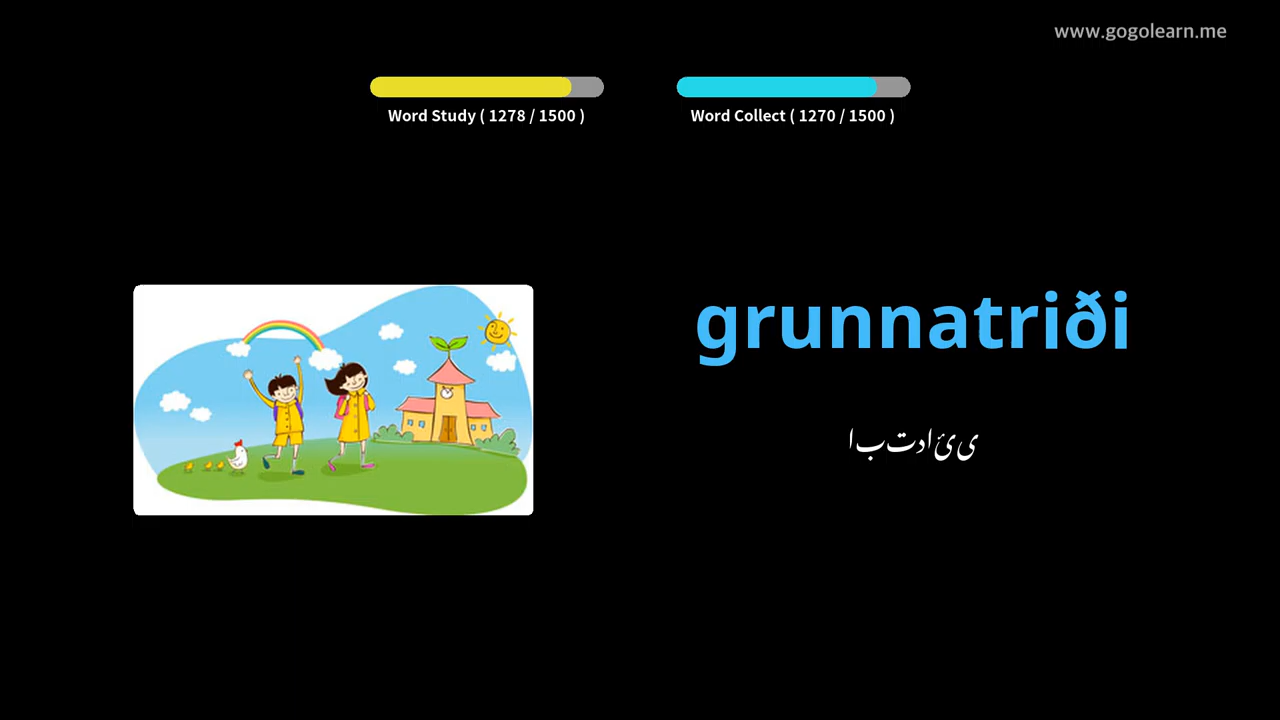 www.gogolearn.me
Word Study ( 1278 / 1500 )
Word Collect ( 1270 / 1500 )
grunnatriði
ابتدائی